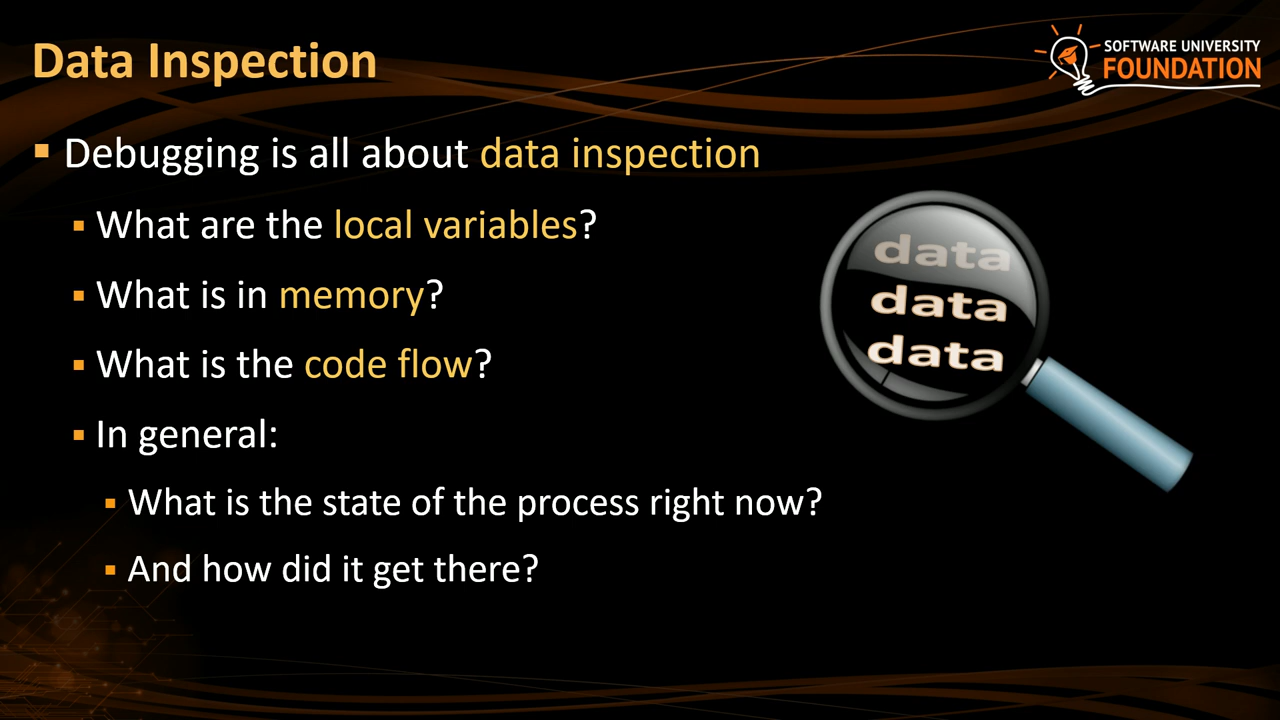 Data Inspection
SOFTWARE UNIVERSITY
FOUNDATION
Debugging is all about data inspection
What are the local variables?
What is in memory?
What is the code flow?
In general:
What is the state of the process right now?
And how did it get there?
data
data
data